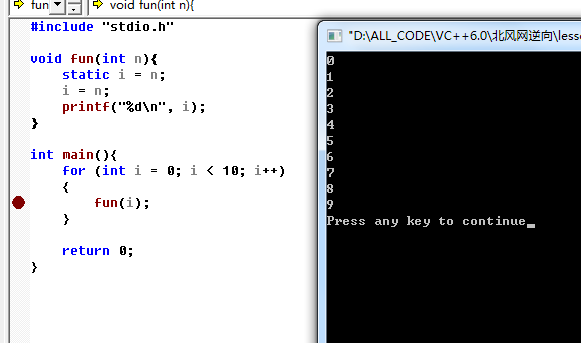 fun
void fun(int n){
#include "stdio.h"
void fun(int n){
static i = n;
i = n;
printf("%d\n", i);
}
int main(){
for (int i = 0; i < 10; i++)
{
fun(i);
}
return 0;
}
"D:\ALL_CODE\VC++6.0\北风网逆向\less
0
1
2
3
4
5
6
7
8
9
Press any key to continue